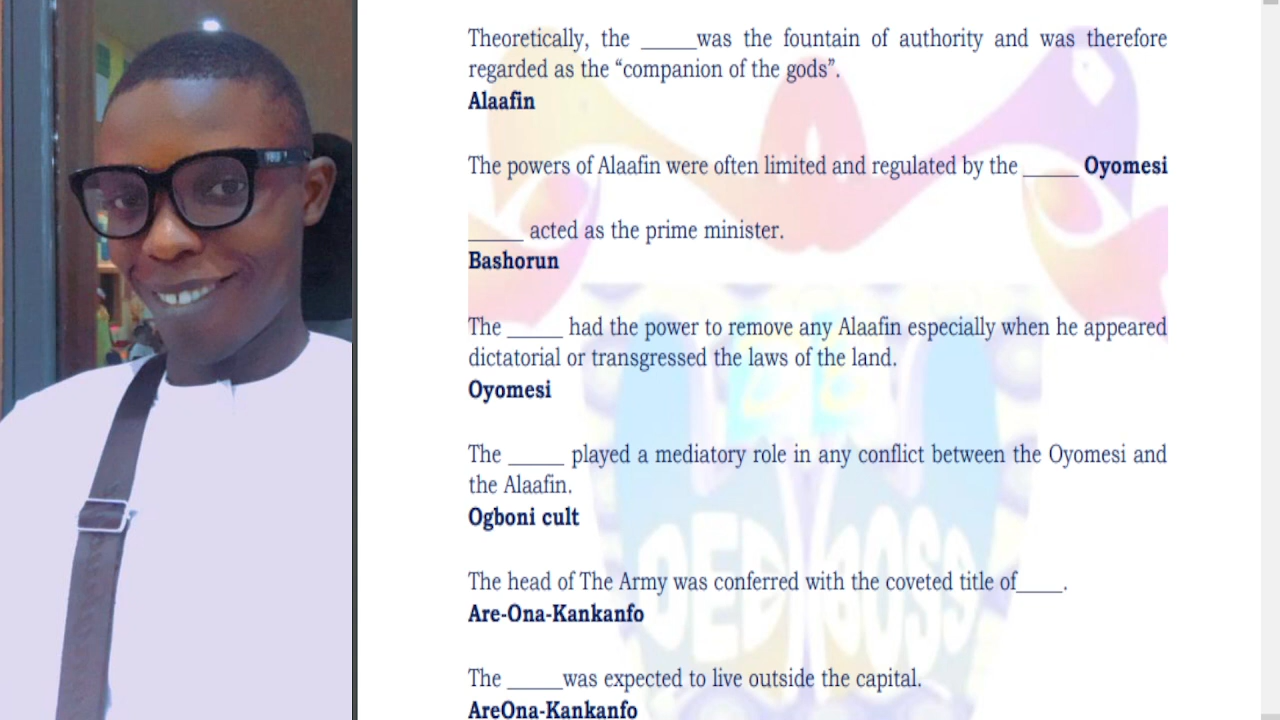 Theoretically, the _____was the fountain of authority and was therefore
regarded as the “companion of the gods”.
Alaafin
The powers of Alaafin were often limited and regulated by the _____ Oyomesi
_____ acted as the prime minister.
Bashorun
The _____ had the power to remove any Alaafin especially when he appeared
dictatorial or transgressed the laws of the land.
Oyomesi
The _____ played a mediatory role in any conflict between the Oyomesi and
the Alaafin.
Ogboni cult
The head of The Army was conferred with the coveted title of____.
Are-Ona-Kankanfo
The _____was expected to live outside the capital.
AreOna-Kankanfo
DED BOSS